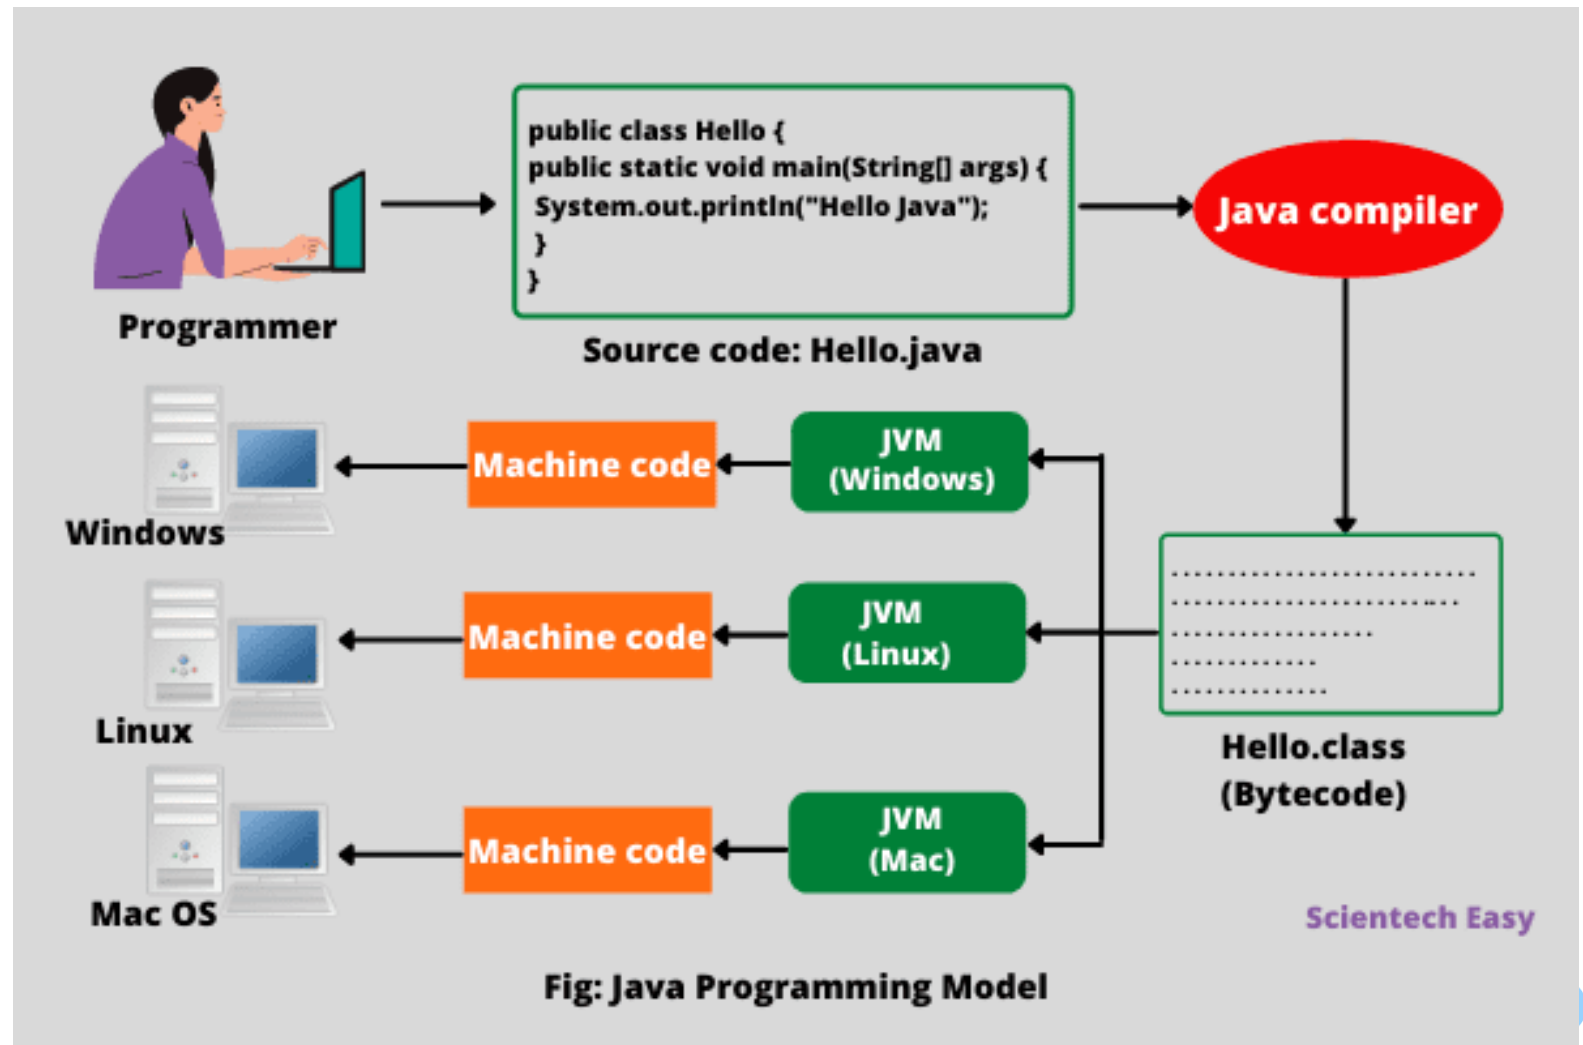 public class Hello {
public static void main(String[] args) {
System.out.println("Hello Java");
}
}
Java compiler
Programmer
Source code: Hello.java
Windows
Machine code
JVM
(Windows)
Linux
Machine code
JVM
(Linux)
Hello.class
(Bytecode)
Mac OS
Machine code
JVM
(Mac)
Scientech Easy
Fig: Java Programming Model